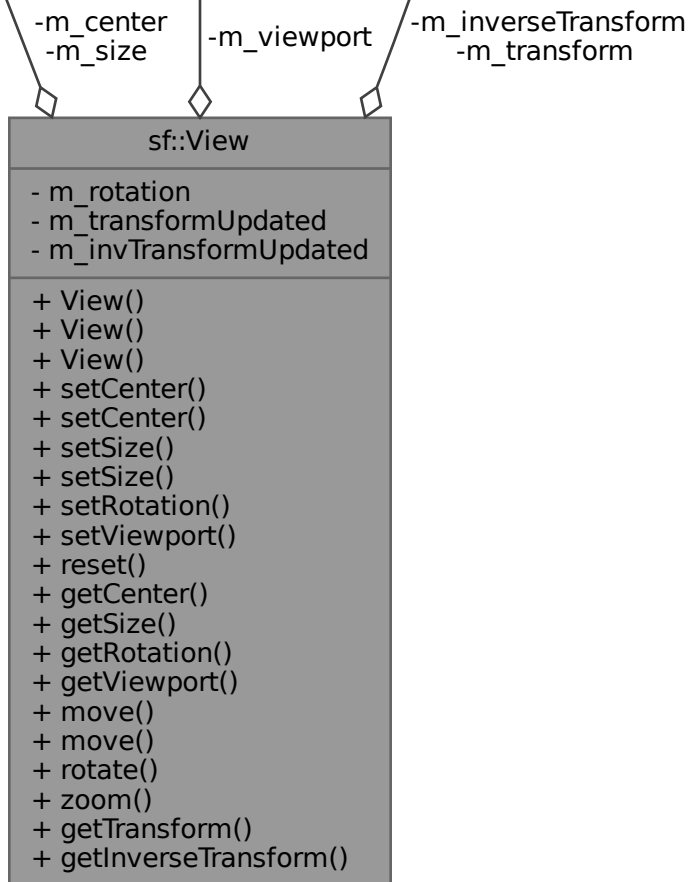 -m_center
-m_size
-m_viewport
-m_inverseTransform
-m_transform
sf::View
- m_rotation
- m_transformUpdated
- m_invTransformUpdated
+ View()
+ View()
+ View()
+ setCenter()
+ setCenter()
+ setSize()
+ setSize()
+ setRotation()
+ setViewport()
+ reset()
+ getCenter()
+ getSize()
+ getRotation()
+ getViewport()
+ move()
+ move()
+ rotate()
+ zoom()
+ getTransform()
+ getInverseTransform()